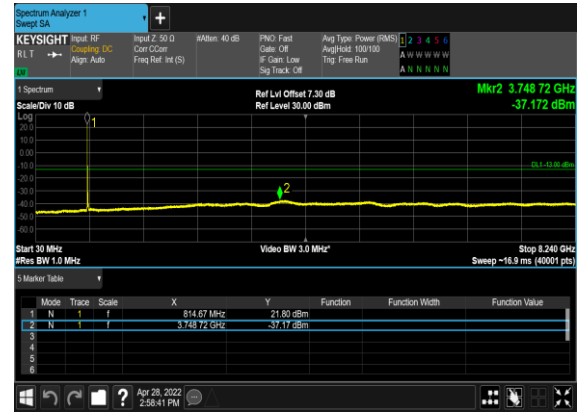 Spectrum Analyzer 1
Swept SA
+
KEYSIGHT Input: RF Input Z: 50 Ω #Atten: 40 dB PNO: Fast Avg Type: Power (RMS) 1 2 3 4 5 6
RLT Coupling: DC Corr CCorr Gate: Off Avg|Hold: 100/100 A W W W W W
Align: Auto Freq Ref: Int (S) IF Gain: Low Trig: Free Run
Sig Track: Off A N N N N N
1 Spectrum Ref Lvl Offset 7.30 dB Mkr2 3.748 72 GHz
Scale/Div 10 dB Ref Level 30.00 dBm -37.172 dBm
Log
20.0
10.0
0.00
-10.0
-20.0
-30.0
-40.0
-50.0
-60.0
1
DL1 -13.00 dBm
2
Start 30 MHz Video BW 3.0 MHz* Stop 8.240 GHz
#Res BW 1.0 MHz Sweep ~16.9 ms (40001 pts)
5 Marker Table
Mode Trace Scale X Y Function Function Width Function Value
1 N 1 f 814.67 MHz 21.80 dBm
2 N 1 f 3.748 72 GHz -37.17 dBm
3
4
5
6
? Apr 28, 2022
2:58:41 PM